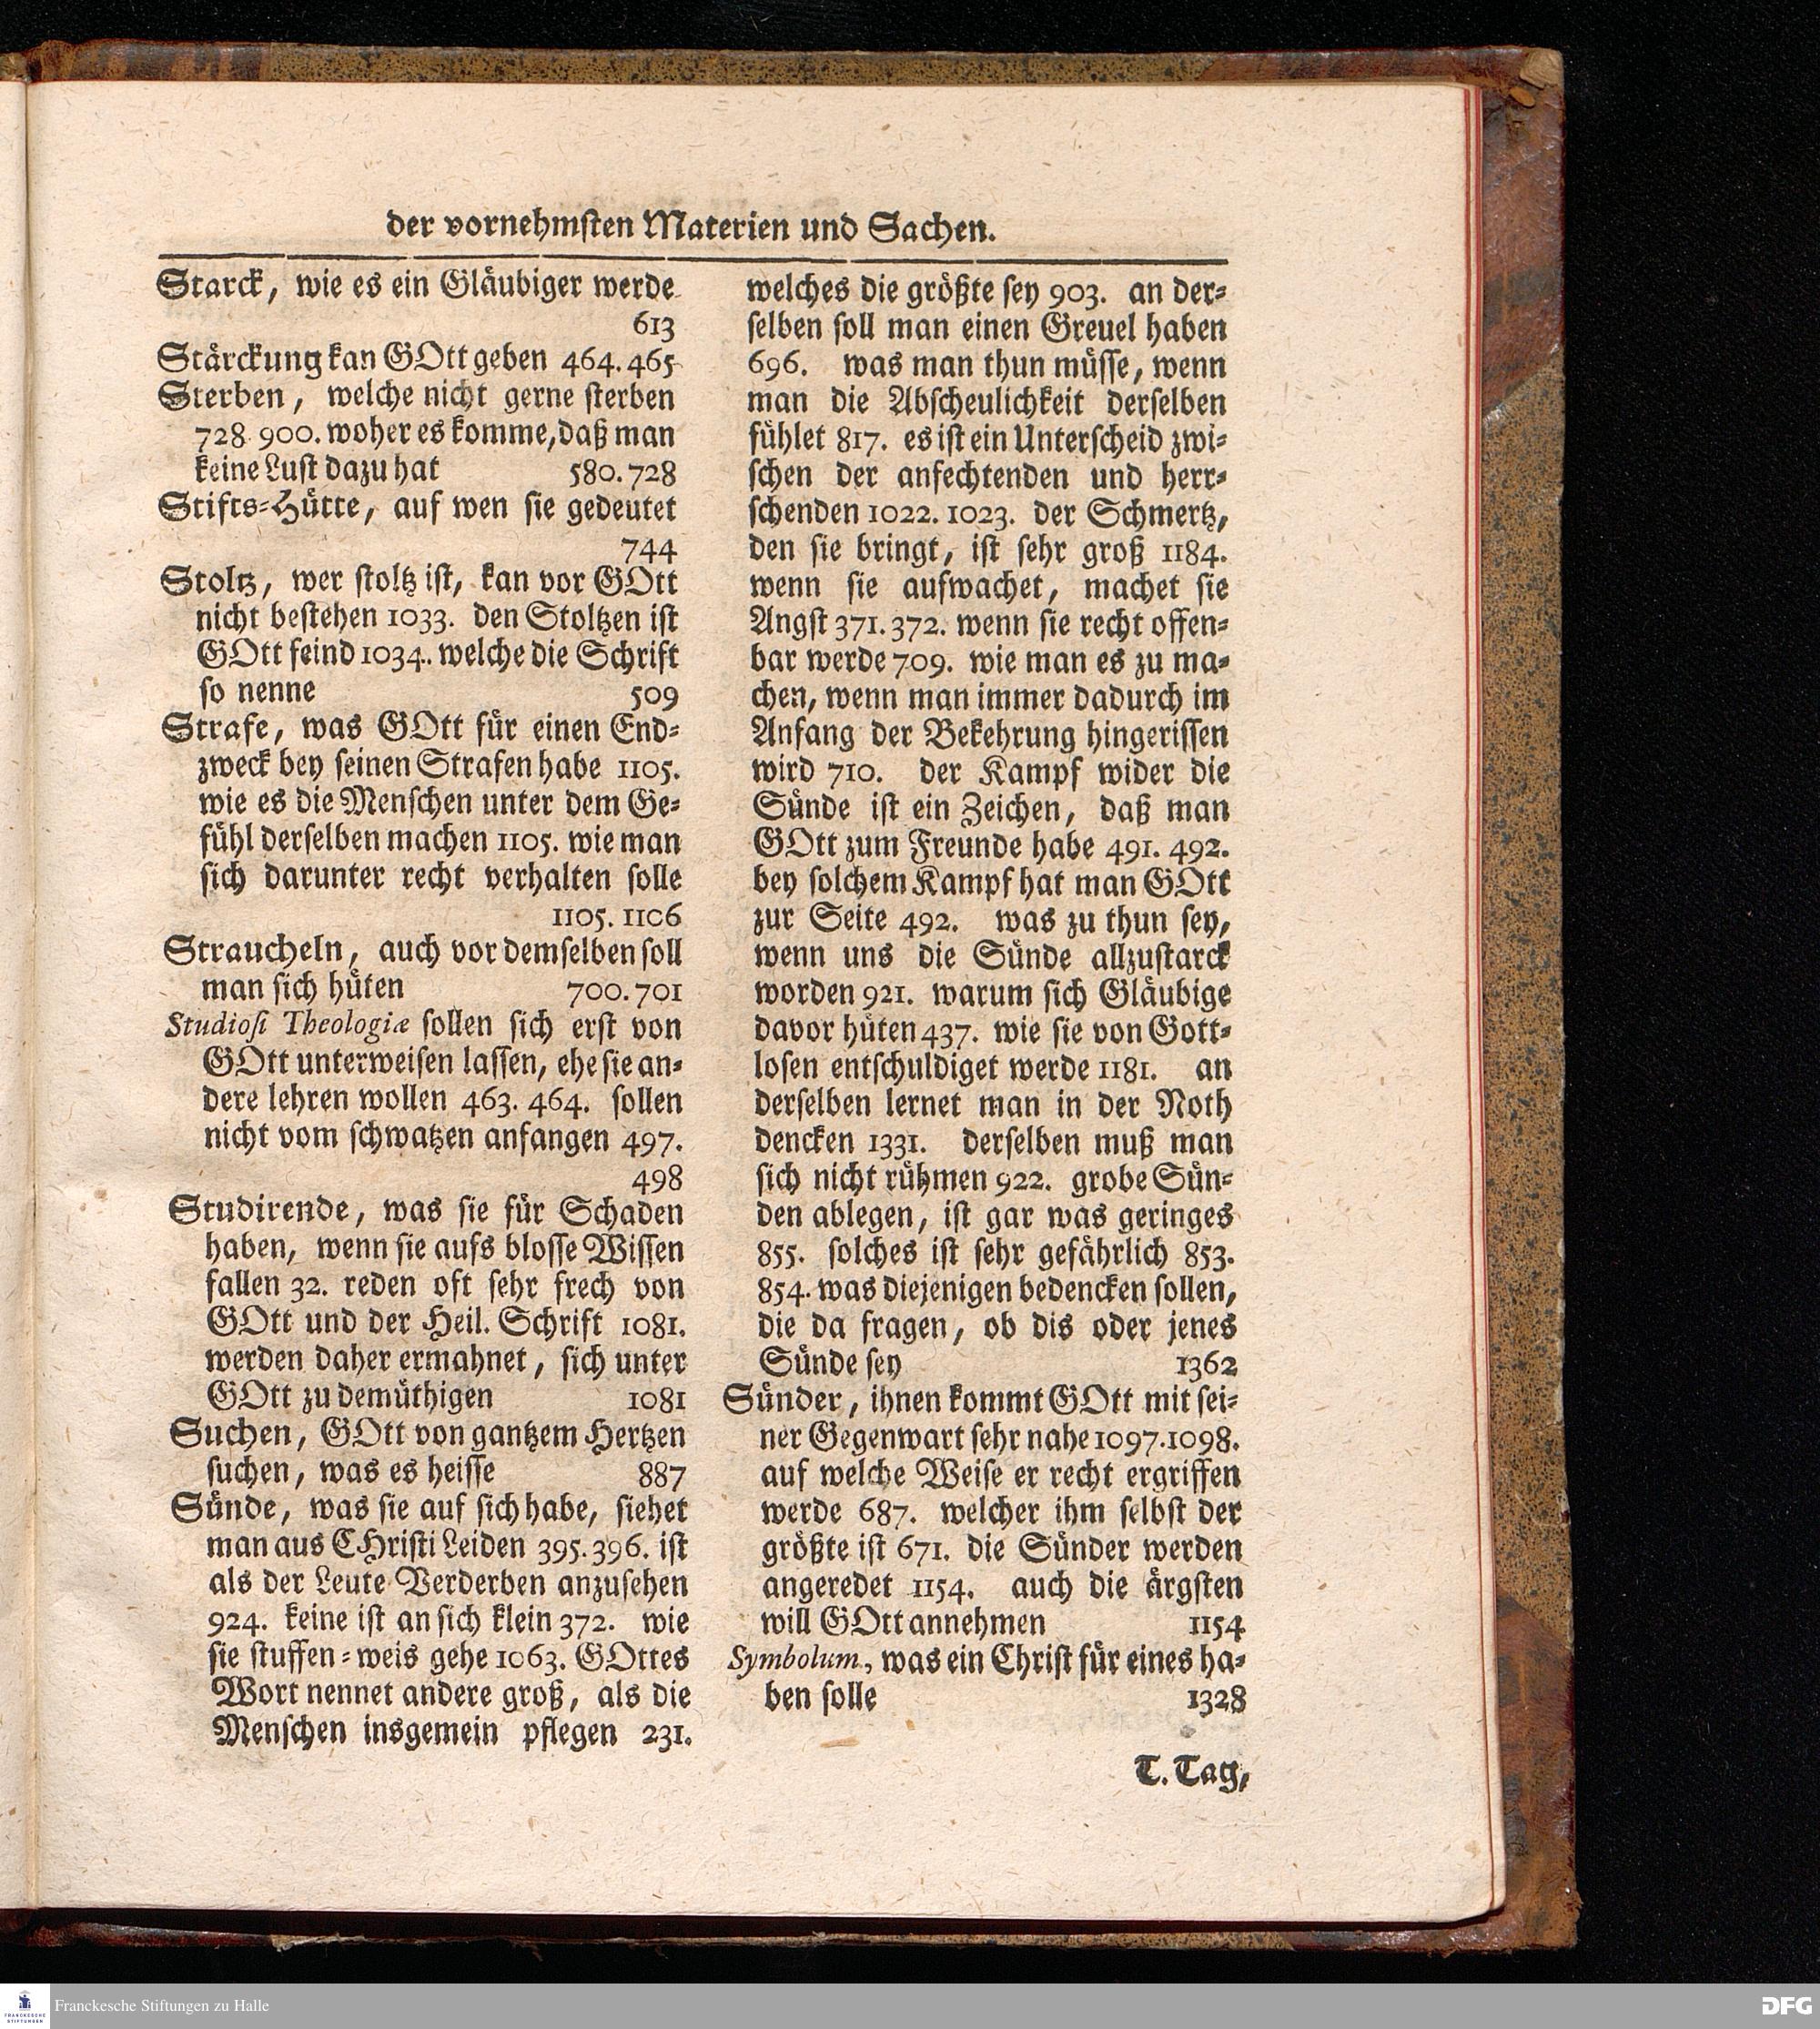 der vornehmsten Materien und Sachen.
Starck, wie es ein Gläubiger werde
613
Stärckung kan GOtt geben 464. 465
Sterben, welche nicht gerne sterben
728. 900. woher es komme, daß man
keine Lust dazu hat 580. 728
Stifts-Hütte, auf wen sie gedeutet
744
Stoltz, wer stoltz ist, kan vor GOtt
nicht bestehen 1033. den Stoltzen ist
GOtt feind 1034. welche die Schrift
so nenne 509
Strafe, was GOtt für einen End-
zweck bey seinen Strafen habe 1105.
wie es die Menschen unter dem Ge-
fühl derselben machen 1105. wie man
sich darunter recht verhalten solle
1105. 1106
Straucheln, auch vor demselben soll
man sich hüten 700. 701
Studiosi Theologiæ sollen sich erst von
GOtt unterweisen lassen, ehe sie an-
dere lehren wollen 463. 464. sollen
nicht vom schwatzen anfangen 497.
498
Studirende, was sie für Schaden
haben, wenn sie aufs blosse Wissen
fallen 32. reden oft sehr frech von
GOtt und der Heil. Schrift 1081.
werden daher ermahnet, sich unter
GOtt zu demüthigen 1081
Suchen, GOtt von gantzem Hertzen
suchen, was es heisse 887
Sünde, was sie auf sich habe, siehet
man aus CHristi Leiden 395. 396. ist
als der Leute Verderben anzusehen
924. keine ist an sich klein 372. wie
sie stuffen-weis gehe 1063. GOttes
Wort nennet andere groß, als die
Menschen insgemein pflegen 231.
welches die größte sey 903. an der-
selben soll man einen Greuel haben
696. was man thun müsse, wenn
man die Abscheulichkeit derselben
fühlet 817. es ist ein Unterscheid zwi-
schen der anfechtenden und herr-
schenden 1022. 1023. der Schmertz,
den sie bringt, ist sehr groß 1184.
wenn sie aufwachet, machet sie
Angst 371. 372. wenn sie recht offen-
bar werde 709. wie man es zu ma-
chen, wenn man immer dadurch im
Anfang der Bekehrung hingerissen
wird 710. der Kampf wider die
Sünde ist ein Zeichen, daß man
GOtt zum Freunde habe 491. 492.
bey solchem Kampf hat man GOtt
zur Seite 492. was zu thun sey,
wenn uns die Sünde allzustarck
worden 921. warum sich Gläubige
davor hüten 437. wie sie von Gott-
losen entschuldiget werde 1181. an
derselben lernet man in der Noth
dencken 1331. derselben muß man
sich nicht rühmen 922. grobe Sün-
den ablegen, ist gar was geringes
855. solches ist sehr gefährlich 853.
854. was diejenigen bedencken sollen,
die da fragen, ob dis oder jenes
Sünde sey 1362
Sünder, ihnen kommt GOtt mit sei-
ner Gegenwart sehr nahe 1097. 1098.
auf welche Weise er recht ergriffen
werde 687. welcher ihm selbst der
größte ist 671. die Sünder werden
angeredet 1154. auch die ärgsten
will GOtt annehmen 1154
Symbolum, was ein Christ für eines ha-
ben solle 1328
T. Tag,
FRANCKESCHE STIFTUNGEN
Franckesche Stiftungen zu Halle
DFG